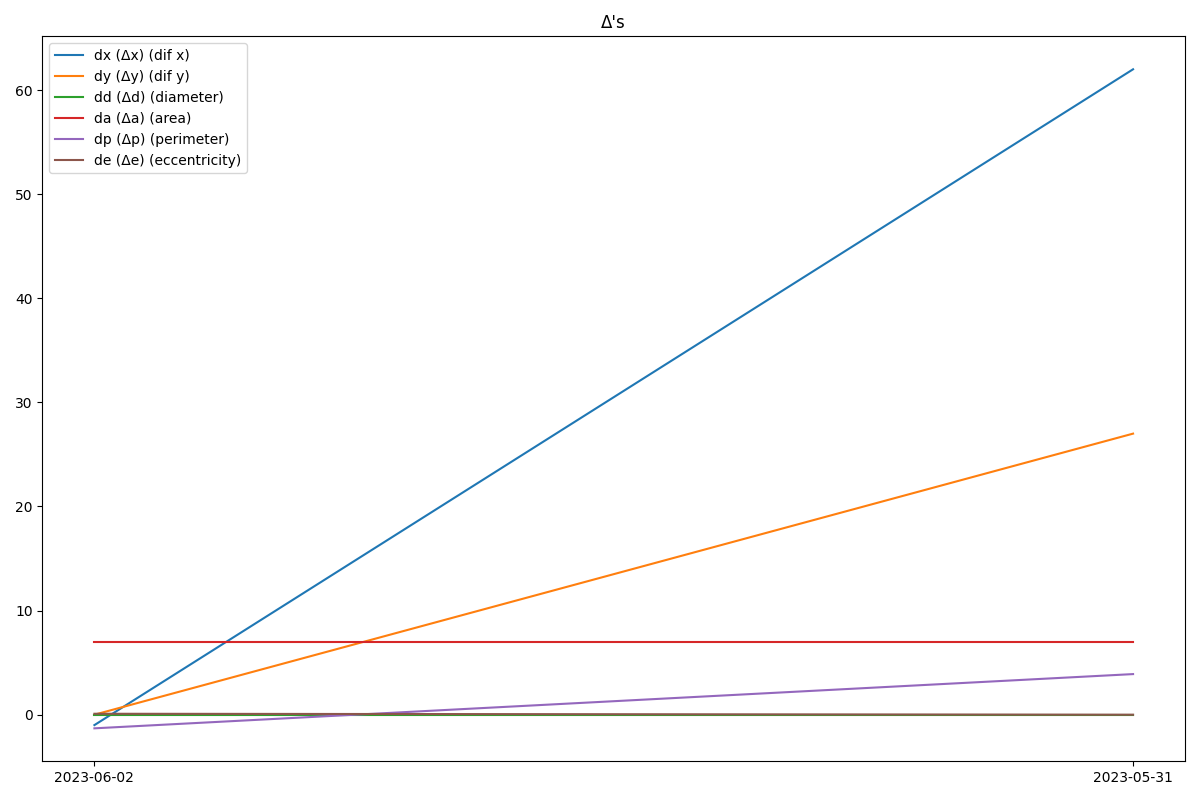 Δ's
dx (Δx) (dif x)
dy (Δy) (dif y)
dd (Δd) (diameter)
da (Δa) (area)
dp (Δp) (perimeter)
de (Δe) (eccentricity)
60
50
40
30
20
10
0
2023-06-02 2023-05-31